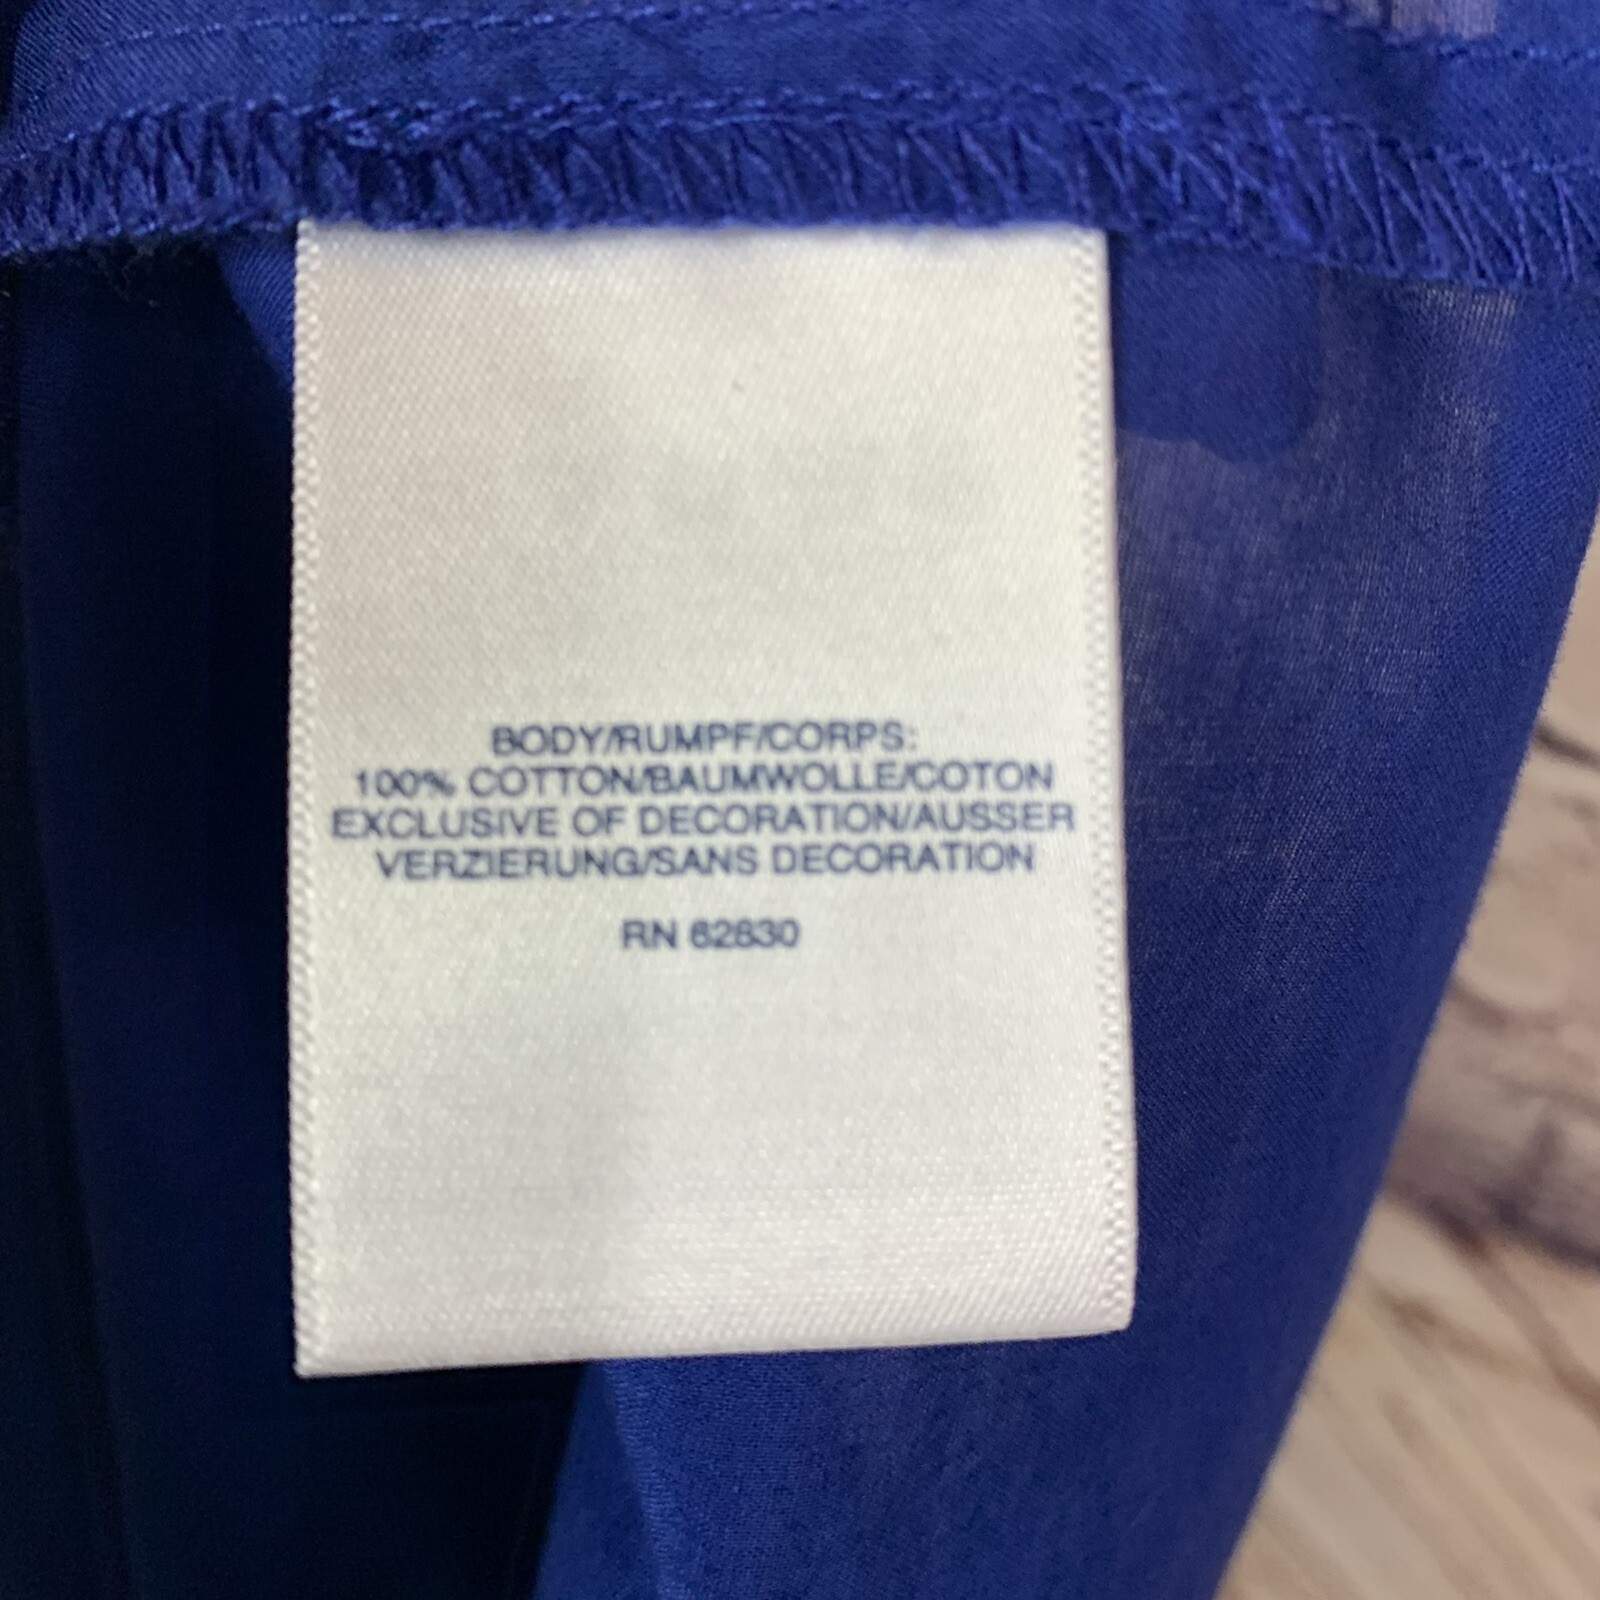 BODY/RUMPF/CORPS:
100% COTTON/BAUMWOLLE/COTON
EXCLUSIVE OF DECORATION/AUSSER
VERZIERUNG/SANS DECORATION
RN 62830